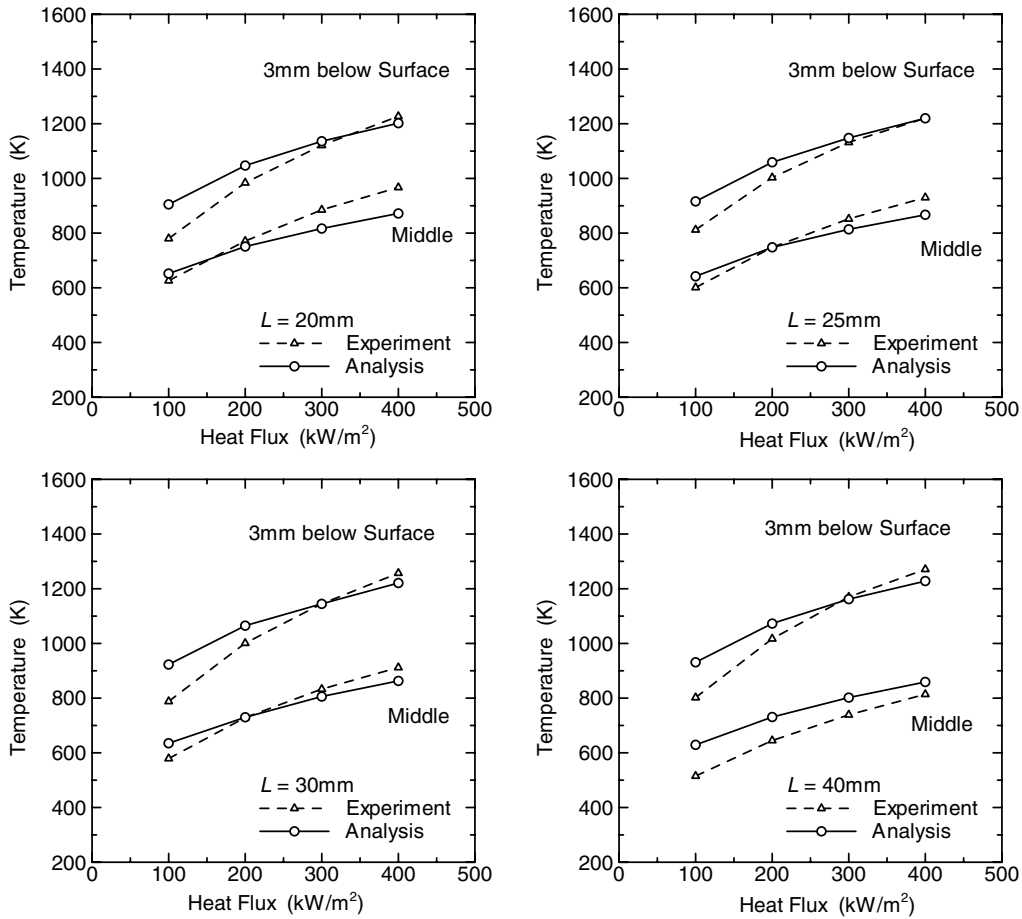 1600
1400
1200
1000
800
600
400
200
0
100
200
300
400
500
Temperature (K)
Heat Flux (kW/m²)
3mm below Surface
Middle
L = 20mm
Experiment
Analysis
1600
1400
1200
1000
800
600
400
200
0
100
200
300
400
500
Temperature (K)
Heat Flux (kW/m²)
3mm below Surface
Middle
L = 25mm
Experiment
Analysis
1600
1400
1200
1000
800
600
400
200
0
100
200
300
400
500
Temperature (K)
Heat Flux (kW/m²)
3mm below Surface
Middle
L = 30mm
Experiment
Analysis
1600
1400
1200
1000
800
600
400
200
0
100
200
300
400
500
Temperature (K)
Heat Flux (kW/m²)
3mm below Surface
Middle
L = 40mm
Experiment
Analysis